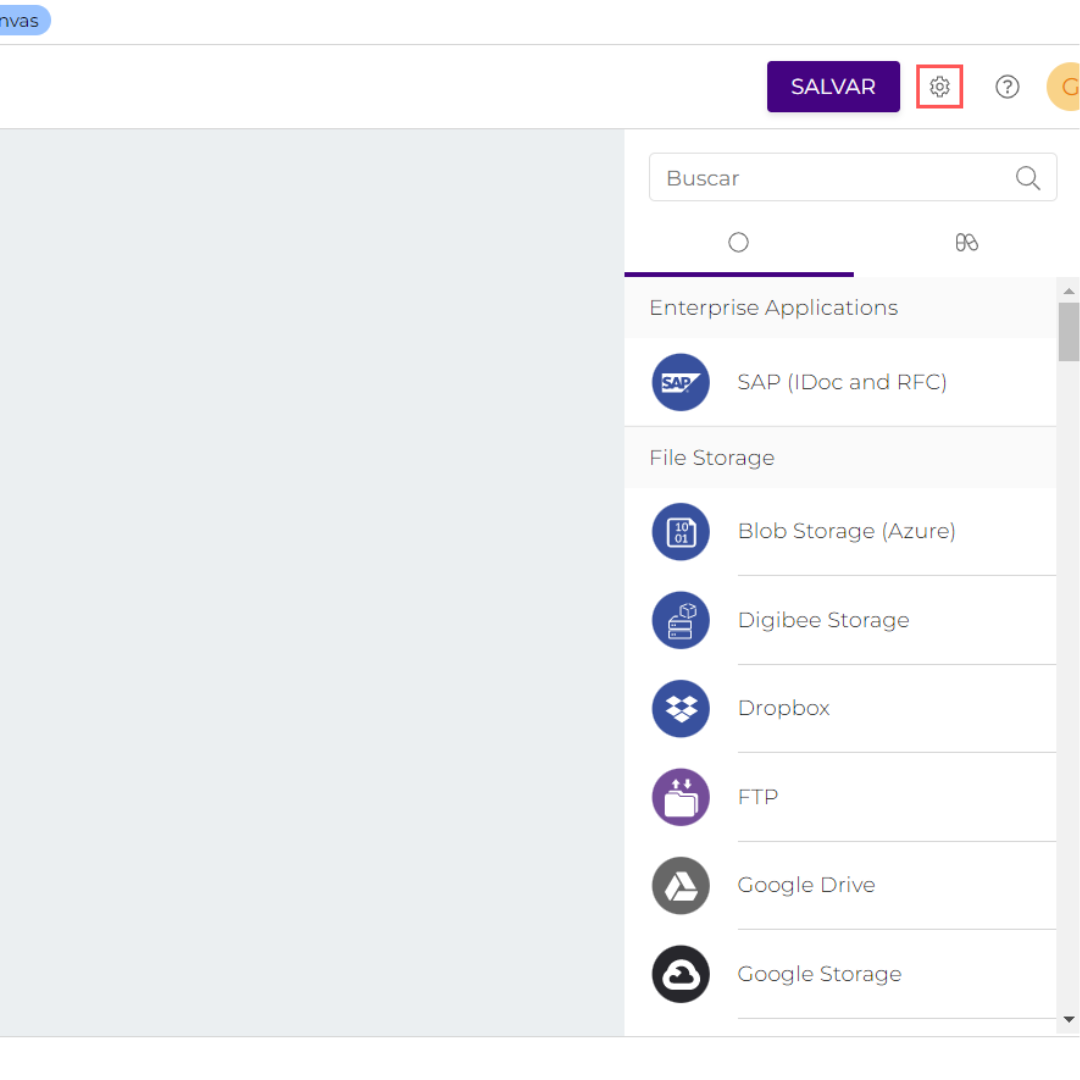 nvas
SALVAR
?
G
Buscar
Enterprise Applications
SAP
SAP (IDoc and RFC)
File Storage
10
01
Blob Storage (Azure)
Digibee Storage
Dropbox
FTP
Google Drive
Google Storage